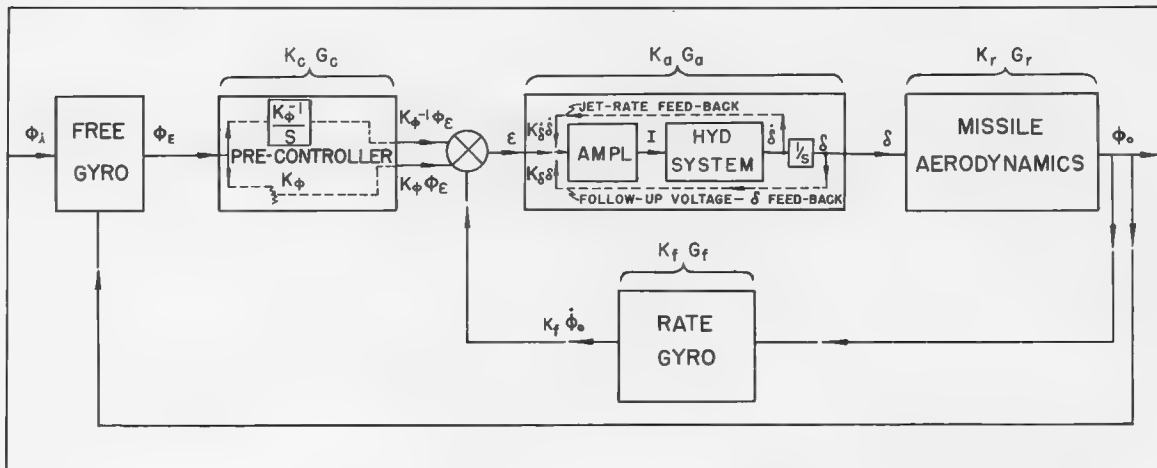 K_c G_c
K_a G_a
K_r G_r
Φ_i
FREE
GYRO
Φ_E
K_Φ^-1
S
PRE-CONTROLLER
K_Φ
K_Φ^-1 Φ_ε
K_Φ Φ_ε
ε
JET-RATE FEED-BACK
K_δ̇ δ̇
K_δ δ
AMPL
I
HYD
SYSTEM
δ̇
1/S
δ
FOLLOW-UP VOLTAGE- δ FEED-BACK
δ
MISSILE
AERODYNAMICS
Φ_o
K_f G_f
RATE
GYRO
K_f Φ̇_o